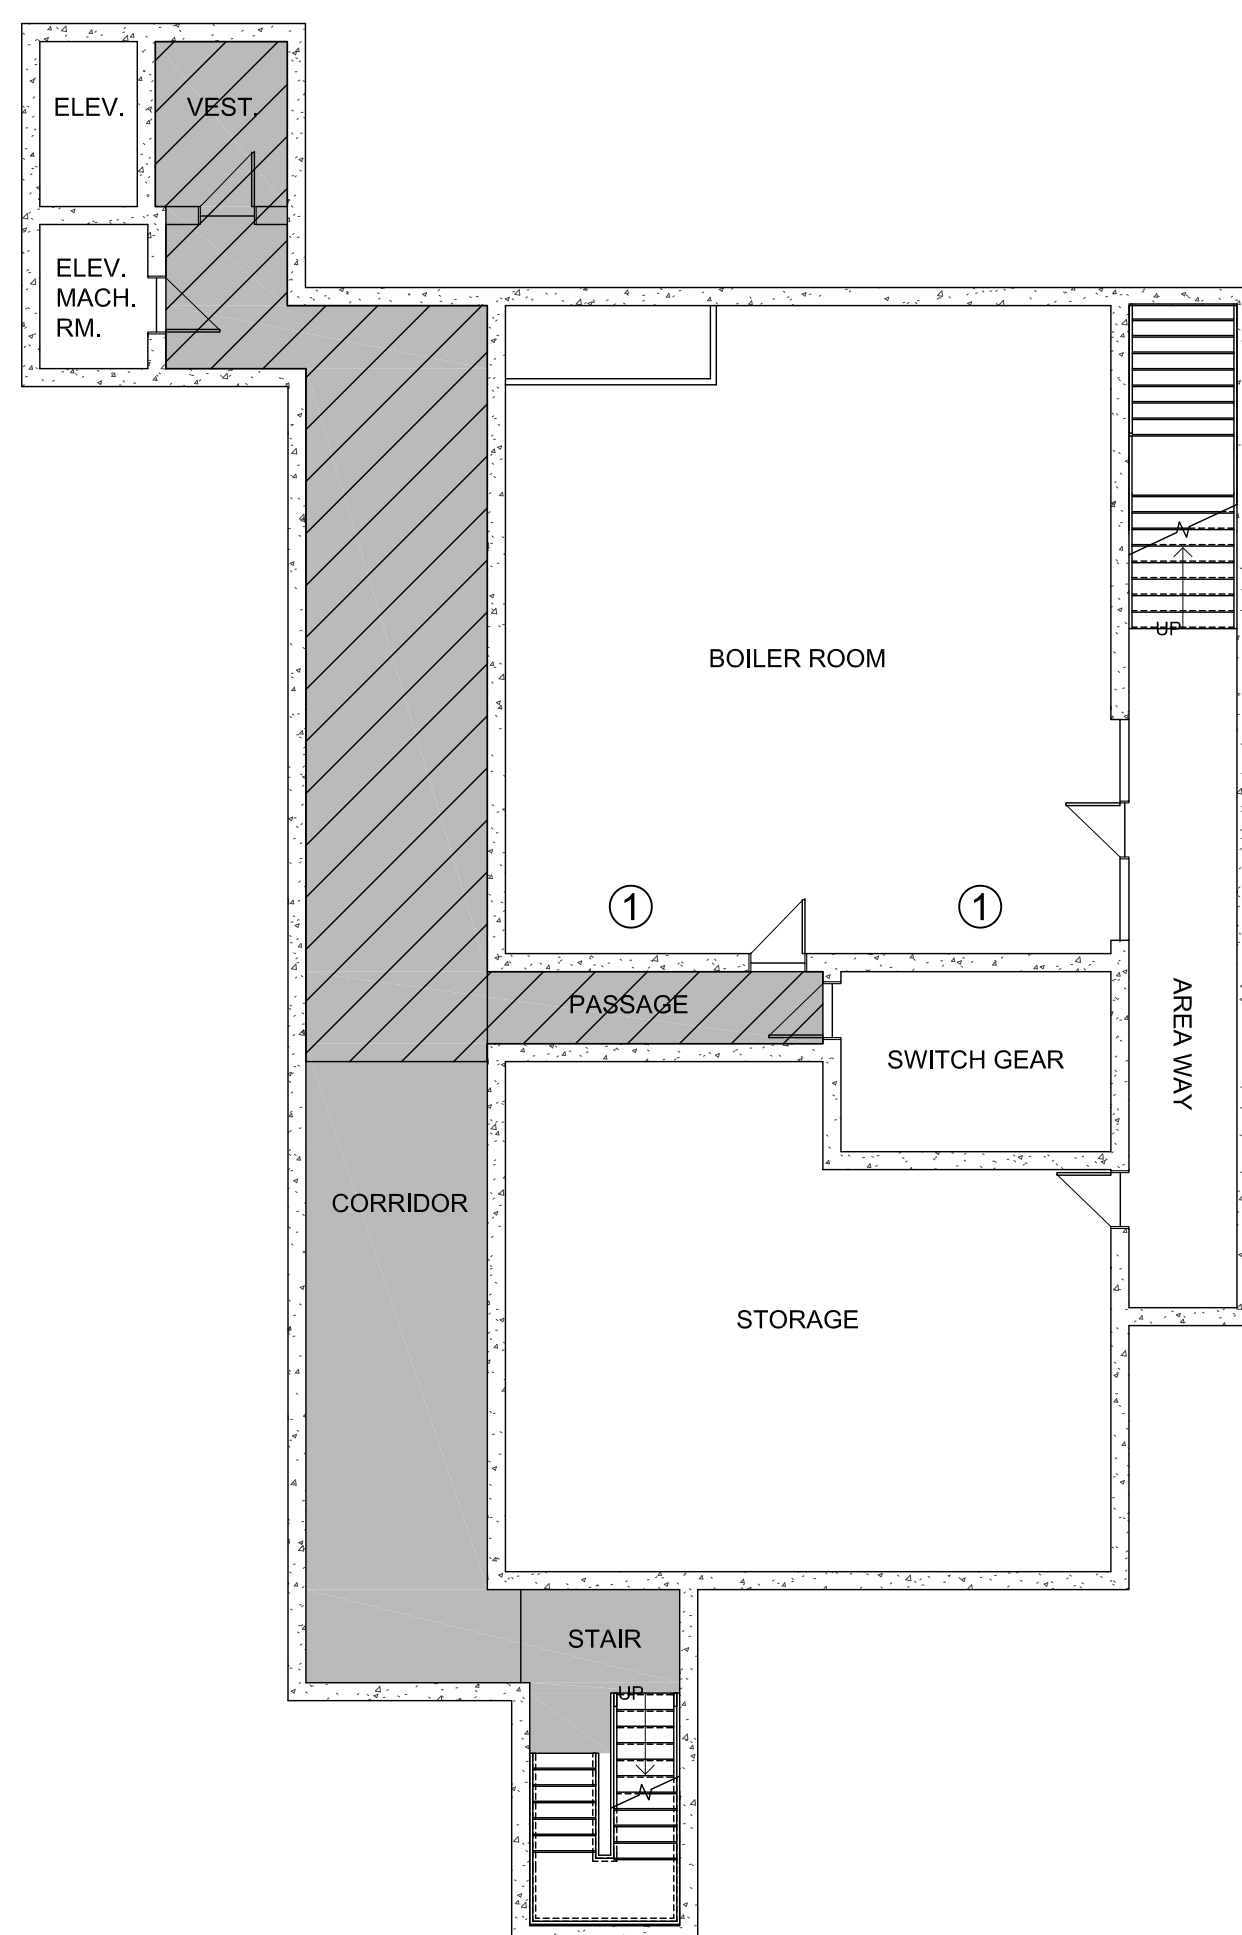 ELEV.
VEST.
ELEV.
MACH.
RM.
UP
BOILER ROOM
1
1
PASSAGE
SWITCH GEAR
AREA WAY
CORRIDOR
STORAGE
STAIR
UP